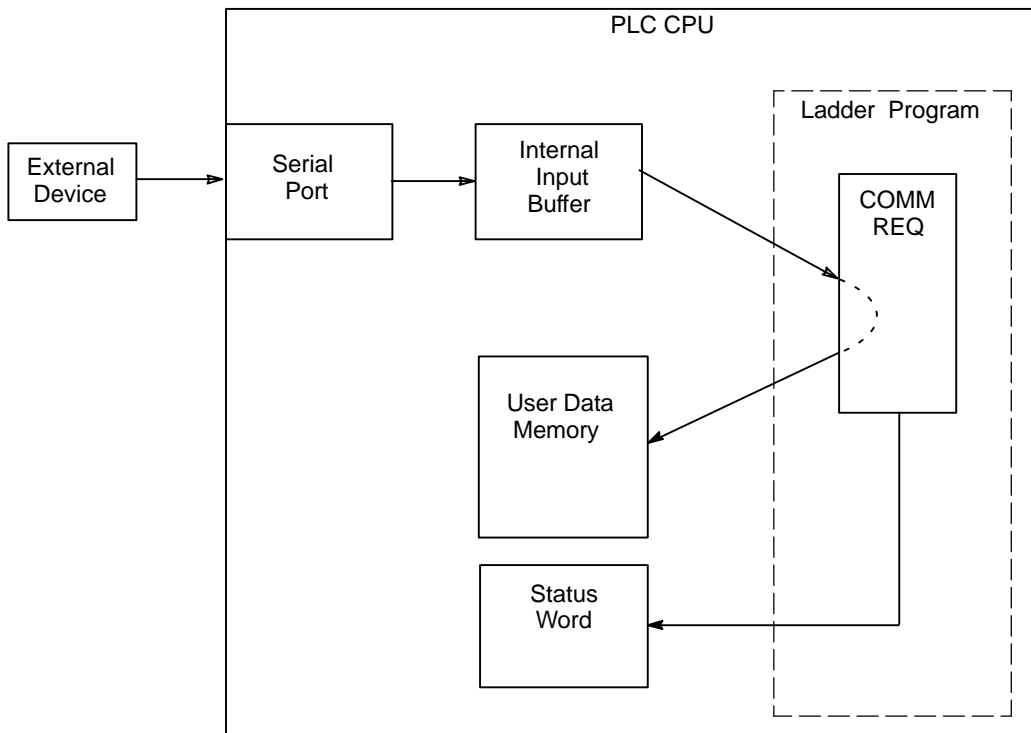 PLC CPU
Ladder Program
External
Device
Serial
Port
Internal
Input
Buffer
COMM
REQ
User Data
Memory
Status
Word